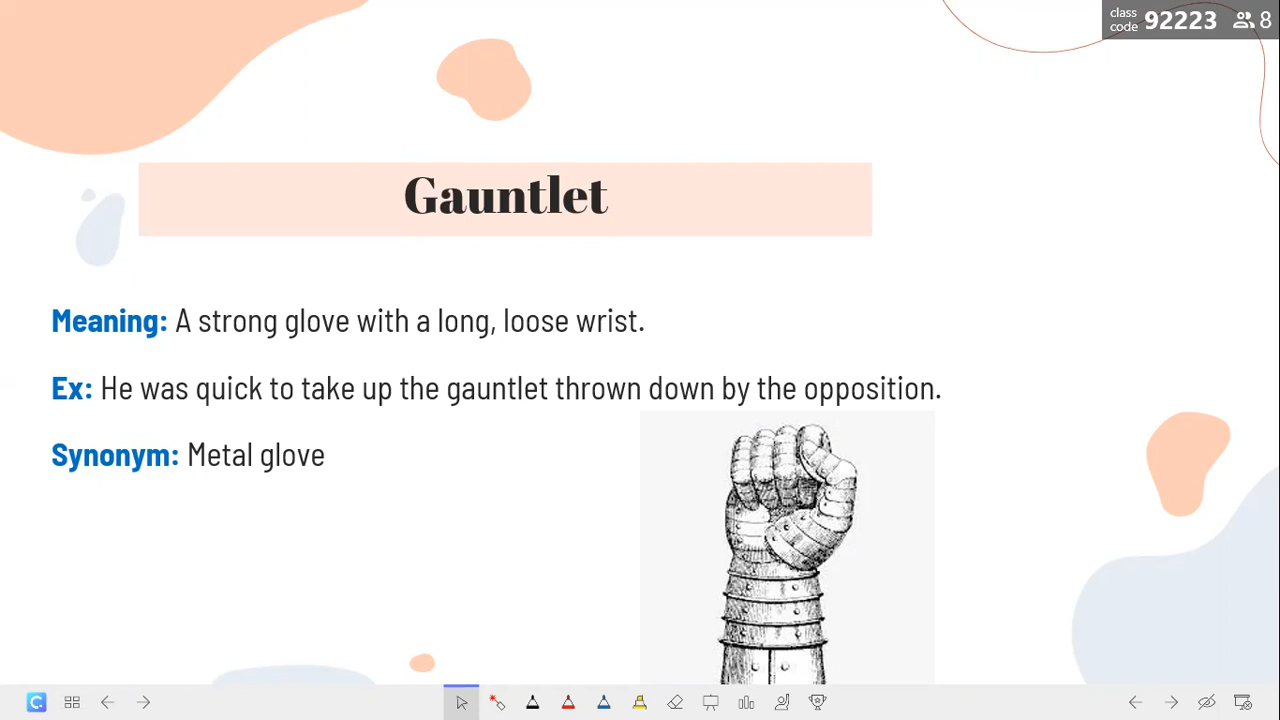 class code 92223 8
Gauntlet
Meaning: A strong glove with a long, loose wrist.
Ex: He was quick to take up the gauntlet thrown down by the opposition.
Synonym: Metal glove